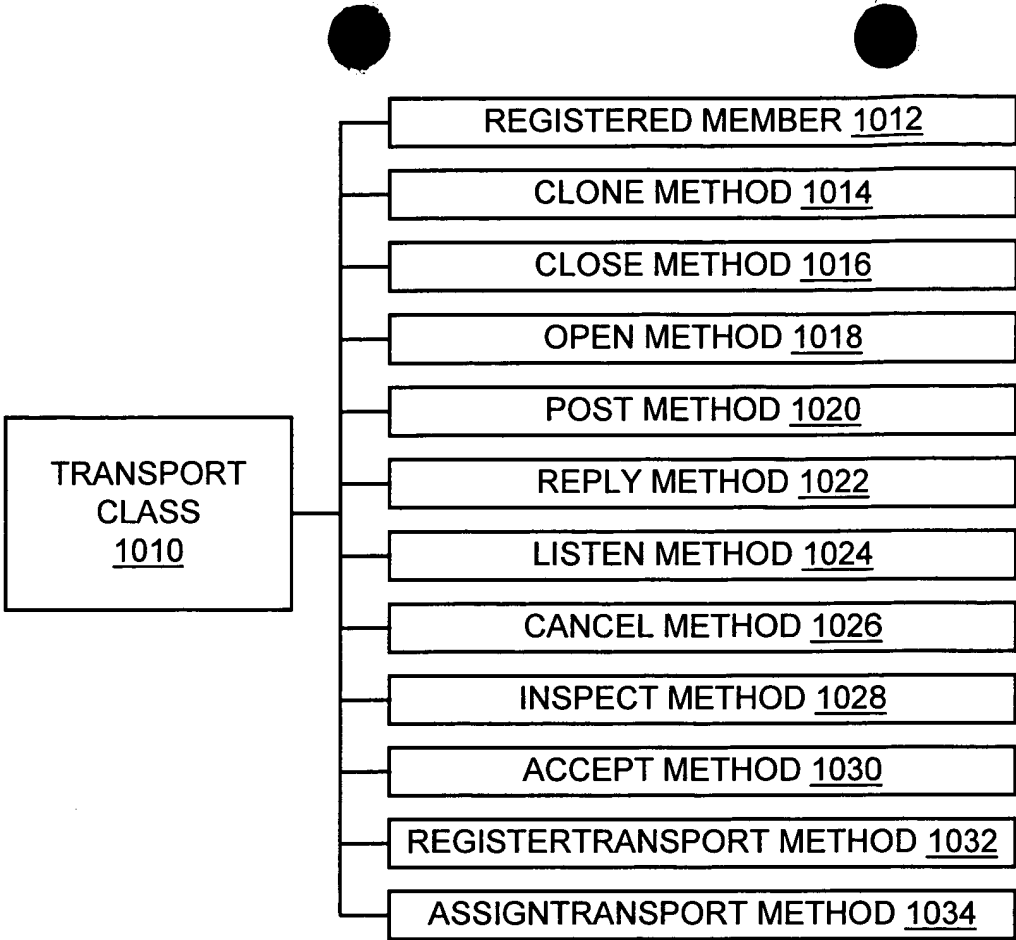 REGISTERED MEMBER 1012
CLONE METHOD 1014
CLOSE METHOD 1016
OPEN METHOD 1018
POST METHOD 1020
TRANSPORT
CLASS
1010
REPLY METHOD 1022
LISTEN METHOD 1024
CANCEL METHOD 1026
INSPECT METHOD 1028
ACCEPT METHOD 1030
REGISTERTRANSPORT METHOD 1032
ASSIGNTRANSPORT METHOD 1034